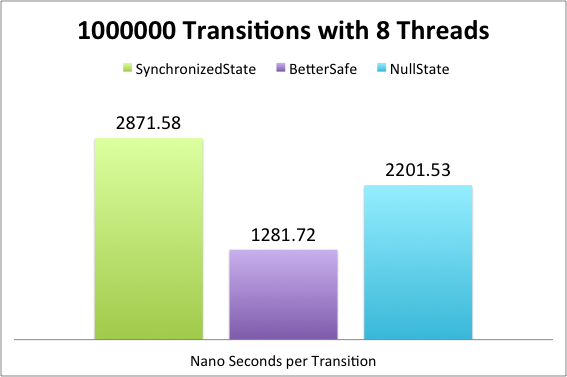 1000000 Transitions with 8 Threads
SynchronizedState BetterSafe NullState
2871.58
1281.72
2201.53
Nano Seconds per Transition